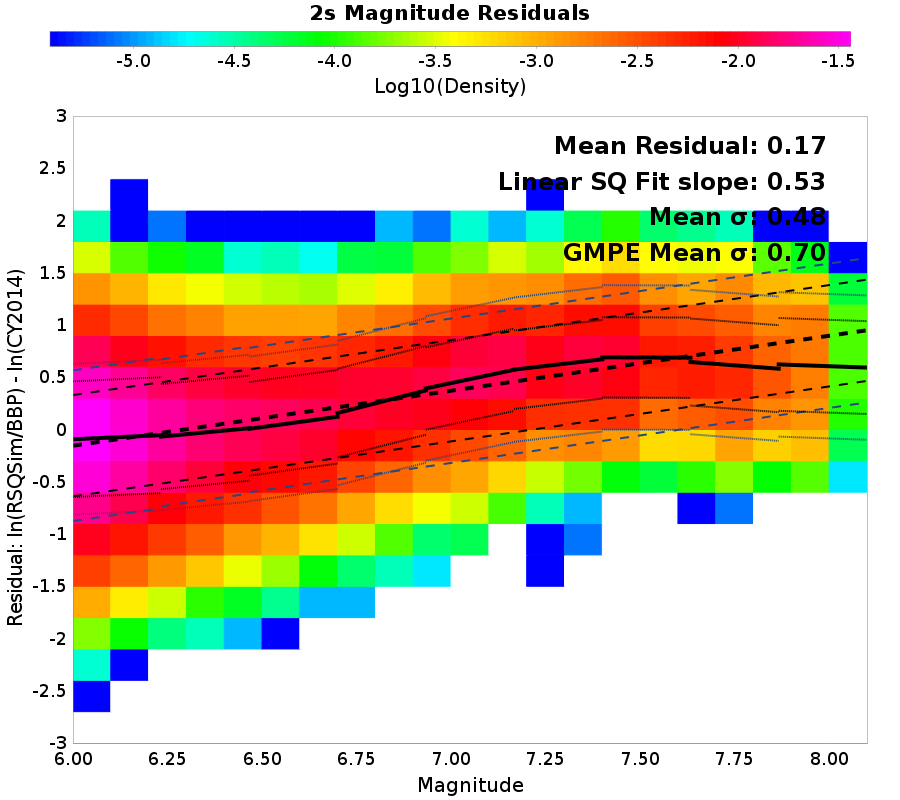 2s Magnitude Residuals
-5.0 -4.5 -4.0 -3.5 -3.0 -2.5 -2.0 -1.5
Log10(Density)
Mean Residual: 0.17
Linear SQ Fit slope: 0.53
Mean σ: 0.48
GMPE Mean σ: 0.70
Residual: ln(RSQSim/BBP) - ln(CY2014)
3
2.5
2
1.5
1
0.5
0
-0.5
-1
-1.5
-2
-2.5
-3
6.00 6.25 6.50 6.75 7.00 7.25 7.50 7.75 8.00
Magnitude